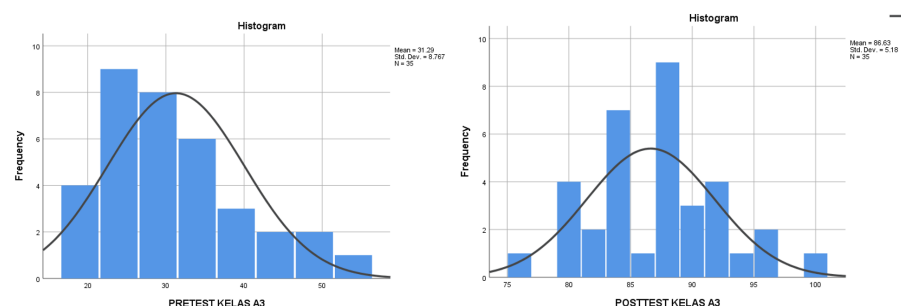 Histogram
Mean = 31.29
Std. Dev. = 8.767
N = 35
Frequency
10
8
6
4
2
0
20
30
40
50
PRETEST KELAS A3
Histogram
Mean = 86.63
Std. Dev. = 5.18
N = 35
Frequency
10
8
6
4
2
0
75
80
85
90
95
100
POSTTEST KELAS A3